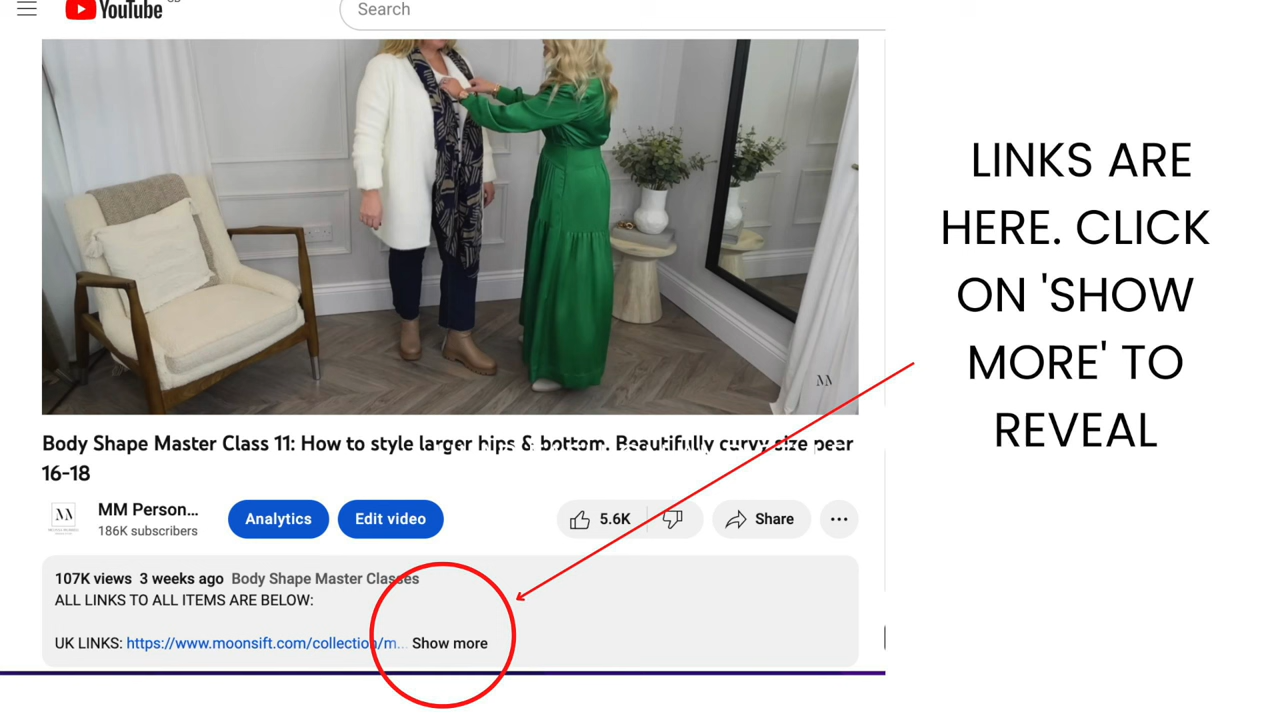 YouTube
Search
LINKS ARE
HERE. CLICK
ON 'SHOW
MORE' TO
REVEAL
Body Shape Master Class 11: How to style larger hips & bottom. Beautifully curvy size pear
16-18
MM Person...
186K subscribers
Analytics
Edit video
5.6K
Share
107K views 3 weeks ago Body Shape Master Classes
ALL LINKS TO ALL ITEMS ARE BELOW:
UK LINKS: https://www.moonsift.com/collection/m... Show more